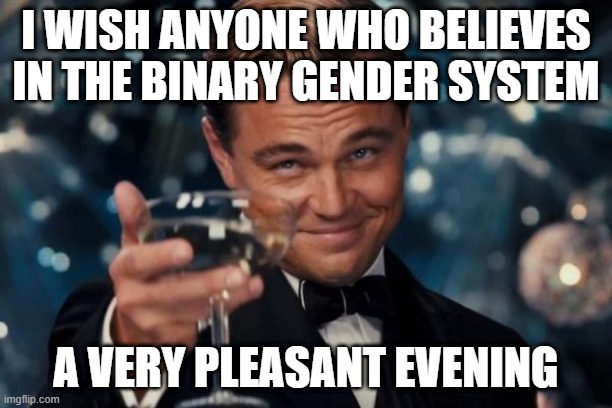 I WISH ANYONE WHO BELIEVES
IN THE BINARY GENDER SYSTEM
A VERY PLEASANT EVENING
imgflip.com